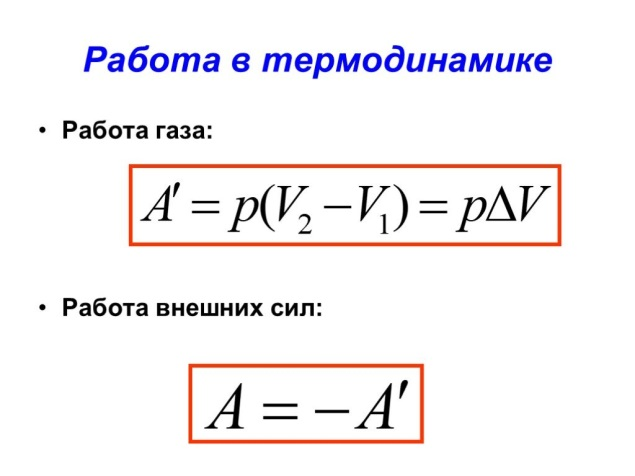 Работа в термодинамике
• Работа газа:
A′ = p(V₂ − V₁) = pΔV
• Работа внешних сил:
A = −A′